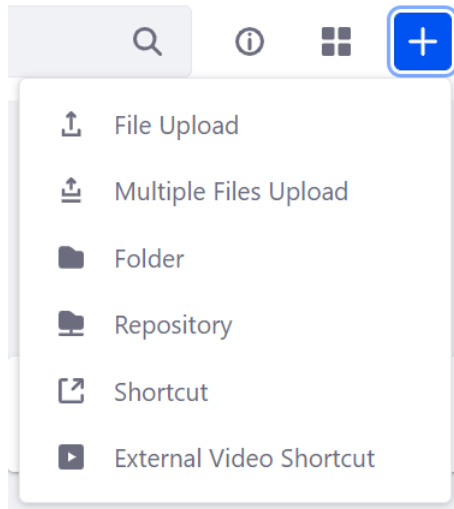 File Upload
Multiple Files Upload
Folder
Repository
Shortcut
External Video Shortcut